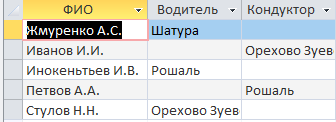 ФИО Водитель Кондуктор
Жмуренко А.С. Шатура
Иванов И.И. Орехово Зуев
Инокентьев И.В. Рошаль
Петвов А.А. Рошаль
Стулов Н.Н. Орехово Зуев